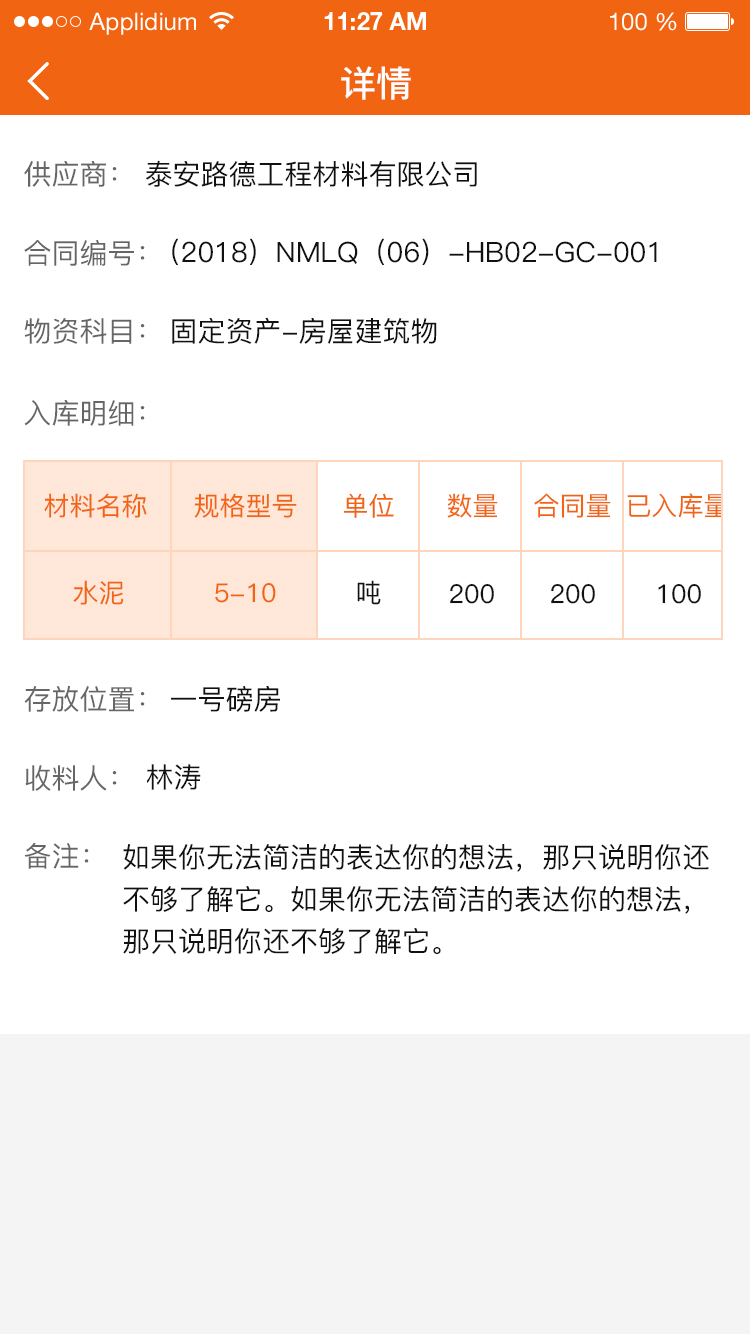 Applidium 11:27 AM 100 %
详情
供应商： 泰安路德工程材料有限公司
合同编号：（2018）NMLQ（06）-HB02-GC-001
物资科目： 固定资产-房屋建筑物
入库明细：
材料名称 规格型号 单位 数量 合同量 已入库量
水泥 5-10 吨 200 200 100
存放位置： 一号磅房
收料人： 林涛
备注： 如果你无法简洁的表达你的想法，那只说明你还
不够了解它。如果你无法简洁的表达你的想法，
那只说明你还不够了解它。